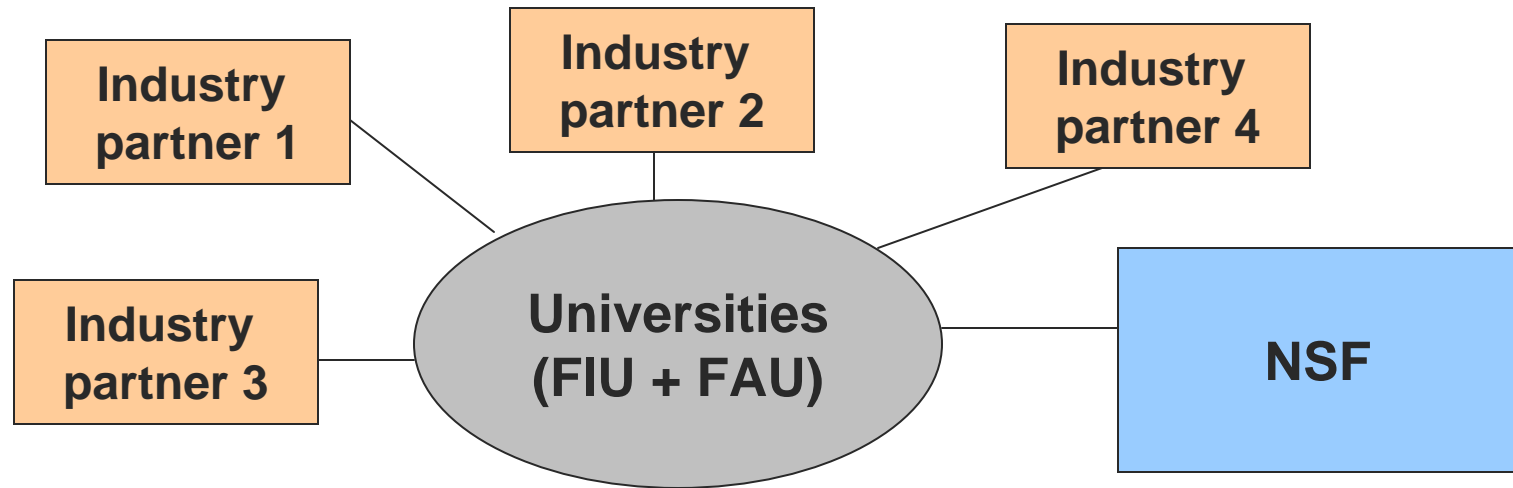 Industry
partner 1
Industry
partner 2
Industry
partner 4
Industry
partner 3
Universities
(FIU + FAU)
NSF